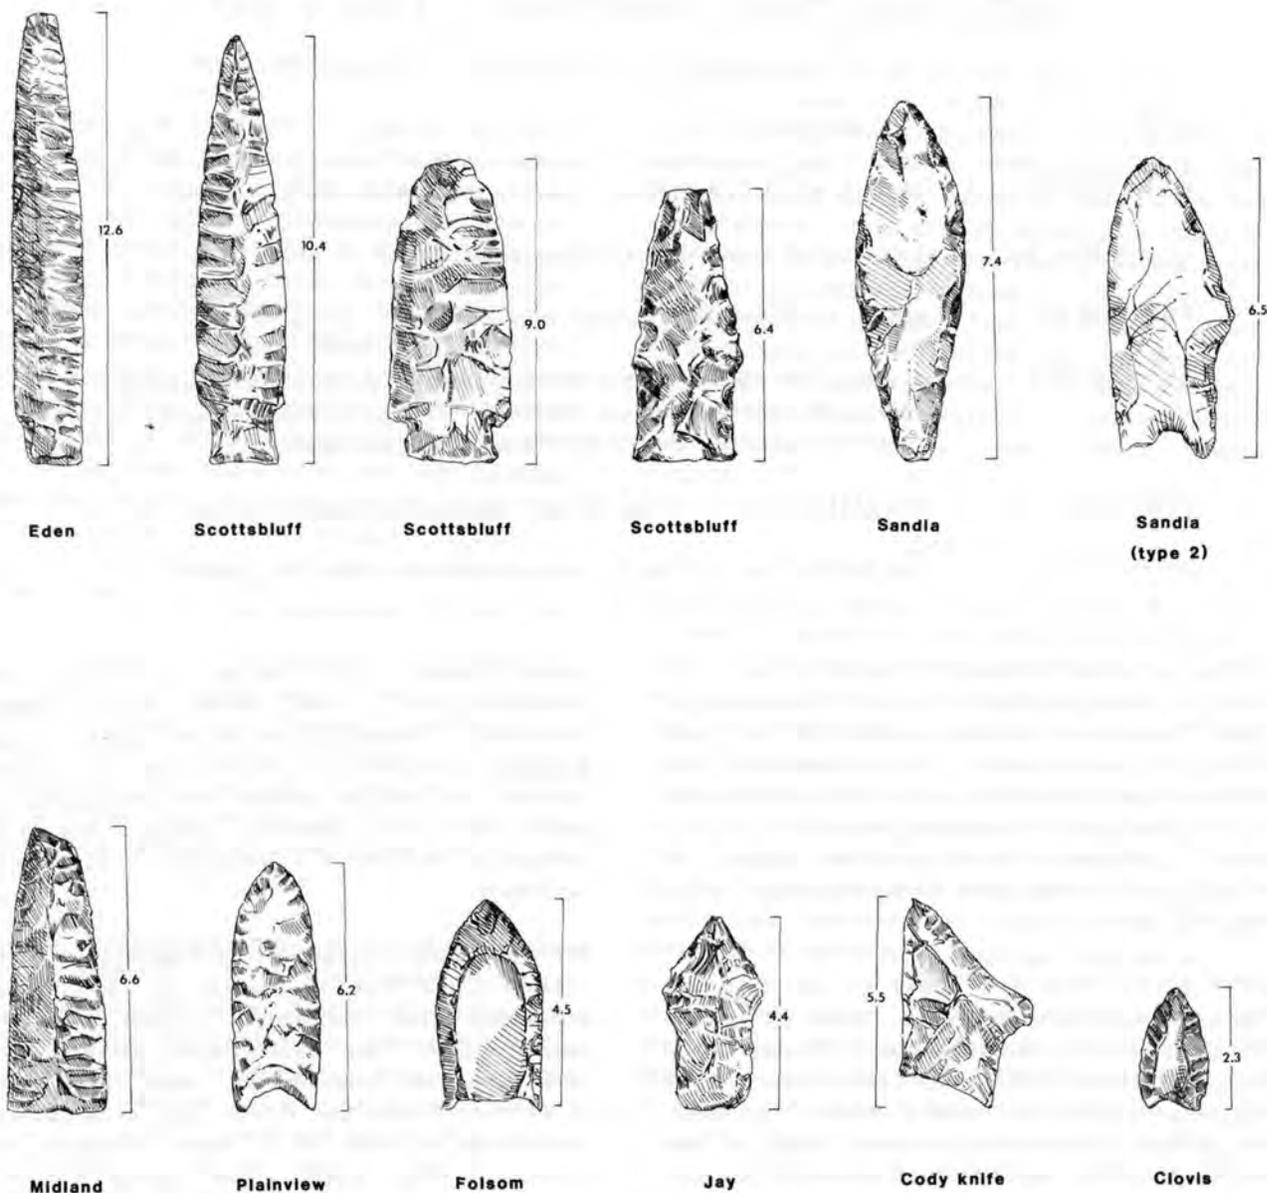 12.6
10.4
9.0
6.4
7.4
6.5
Eden
Scottsbluff
Scottsbluff
Scottsbluff
Sandia
Sandia
(type 2)
6.6
6.2
4.5
4.4
5.5
2.3
Midland
Plainview
Folsom
Jay
Cody knife
Clovis